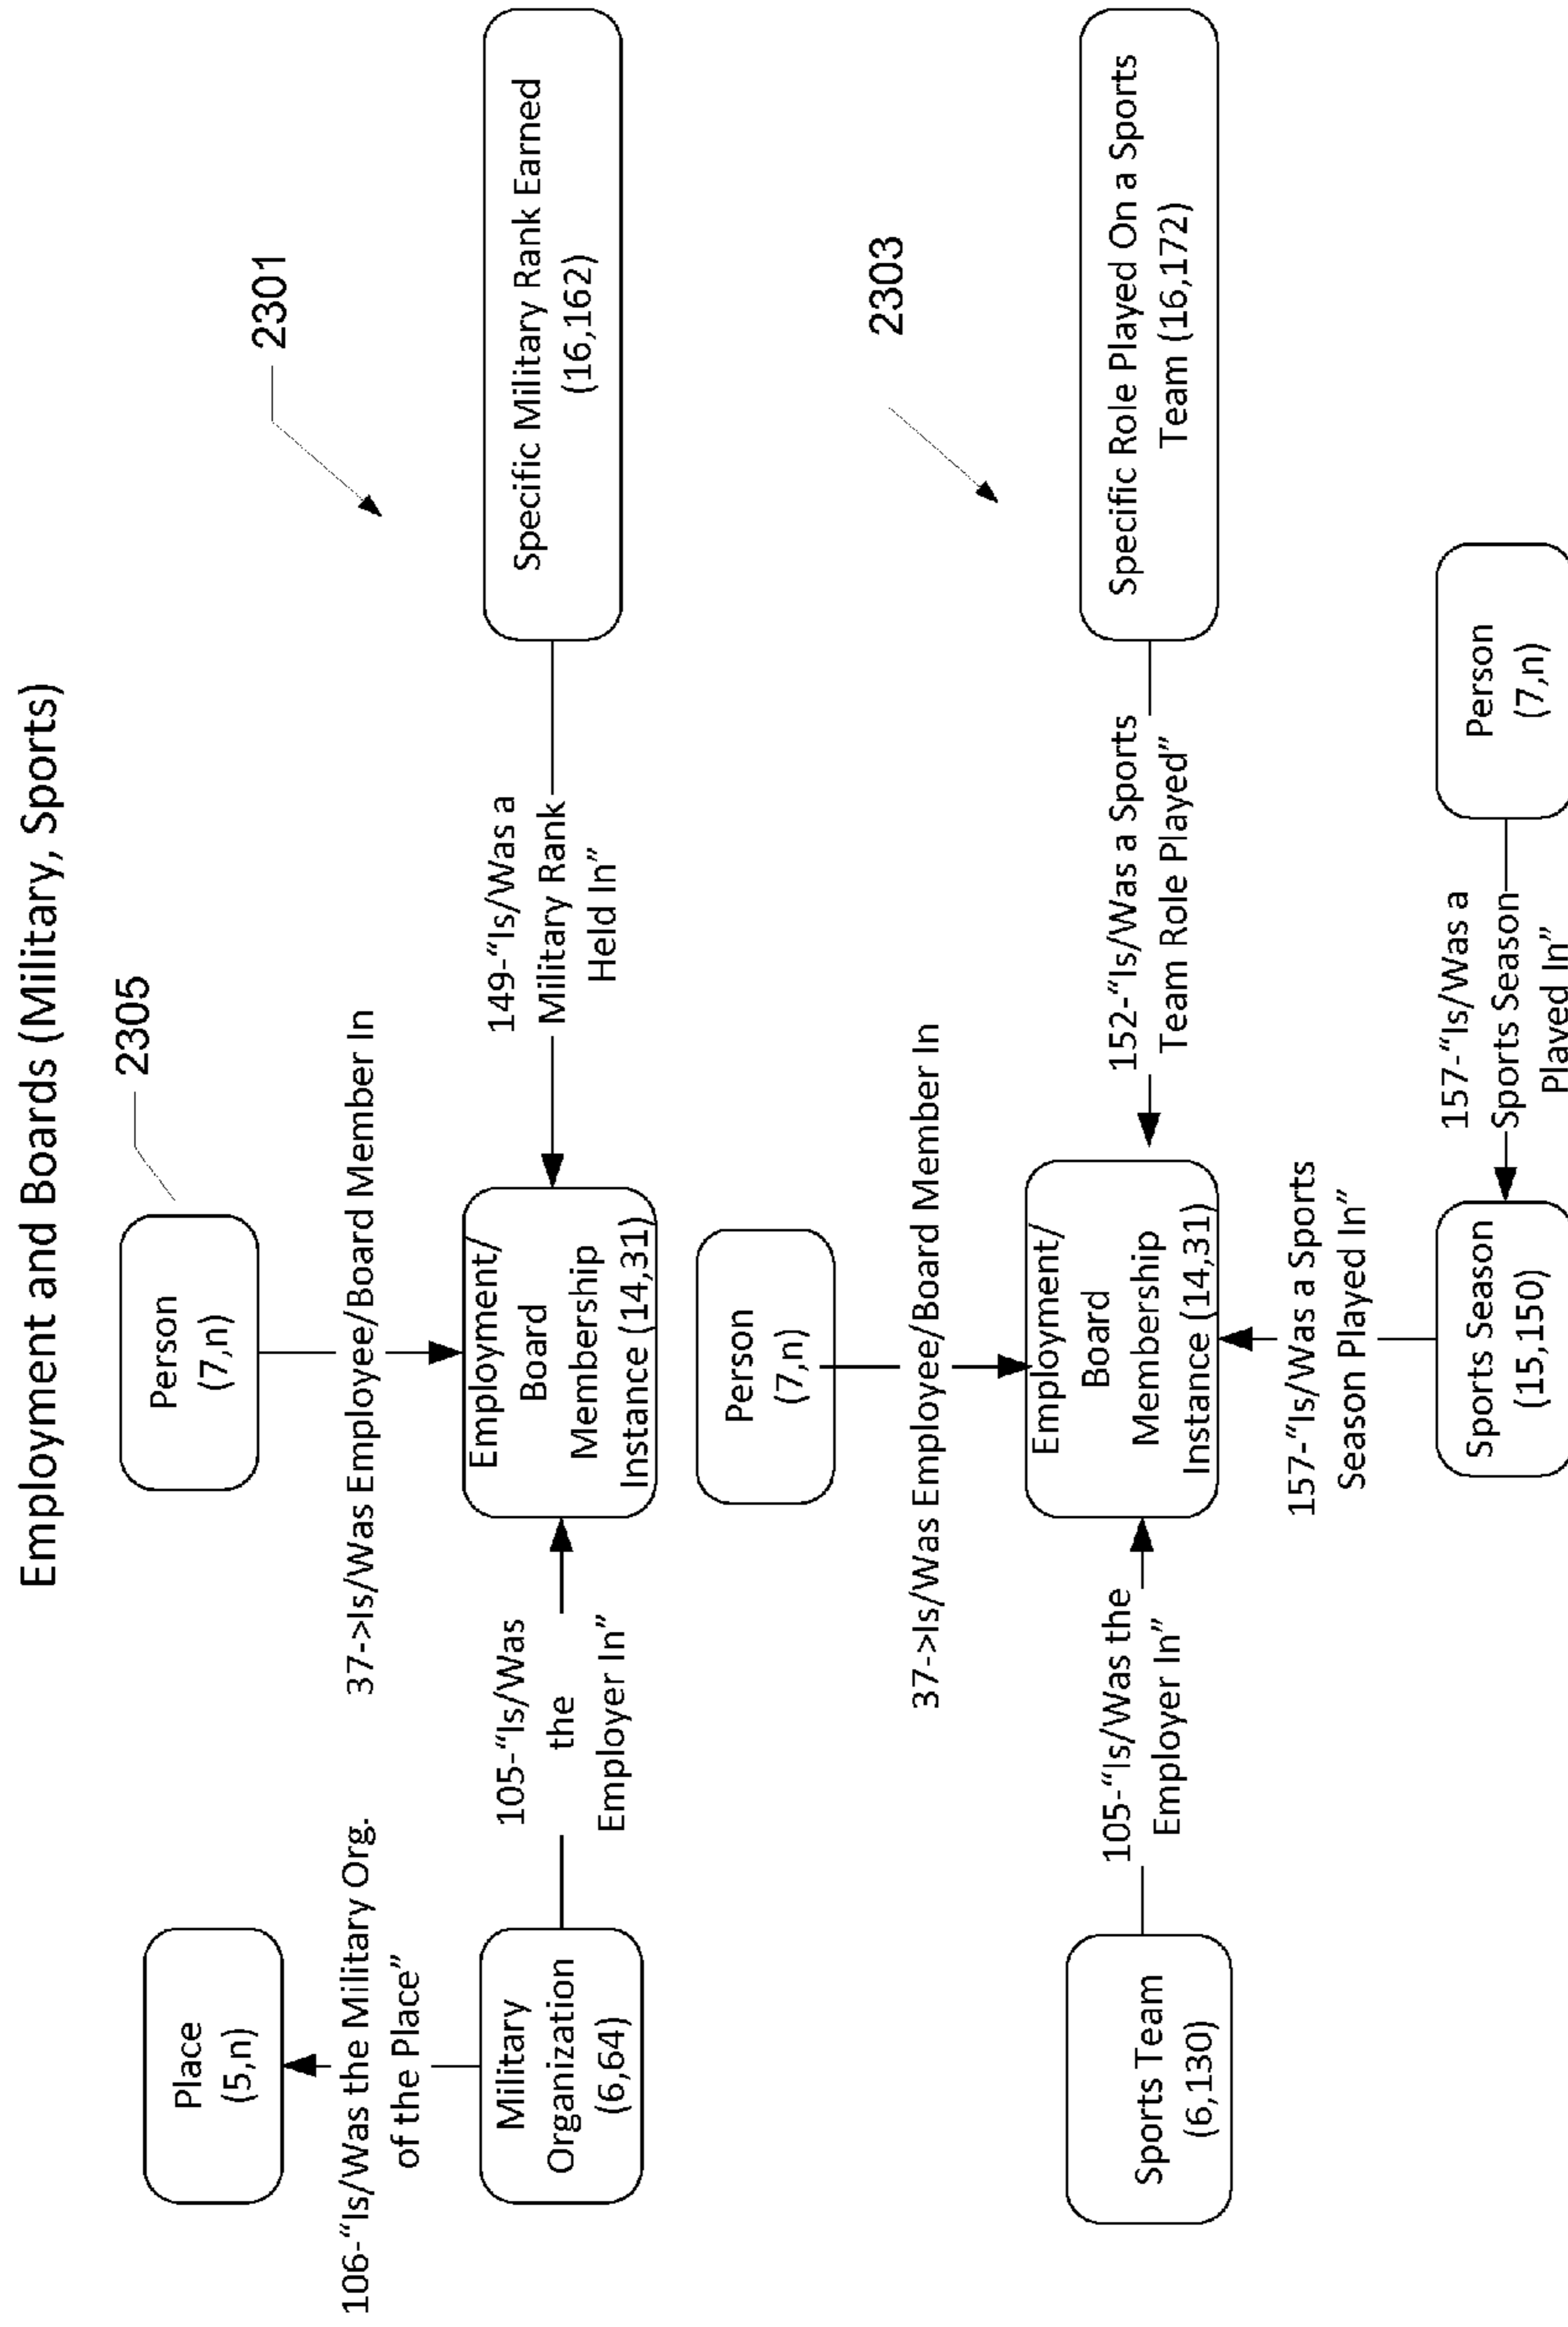 Employment and Boards (Military, Sports)
2305
Person
(7,n)
Place
(5,n)
106-“Is/Was the Military Org.
of the Place”
37->Is/Was Employee/Board Member In
2301
Military
Organization
(6,64)
105-“Is/Was
the
Employer In”
Employment/
Board
Membership
Instance (14,31)
149-“Is/Was a
Military Rank
Held In”
Specific Military Rank Earned
(16,162)
Person
(7,n)
37->Is/Was Employee/Board Member In
2303
Sports Team
(6,130)
105-“Is/Was the
Employer In”
Employment/
Board
Membership
Instance (14,31)
152-“Is/Was a Sports
Team Role Played”
Specific Role Played On a Sports
Team (16,172)
157-“Is/Was a Sports
Season Played In”
Sports Season
(15,150)
157-“Is/Was a
Sports Season
Played In”
Person
(7,n)